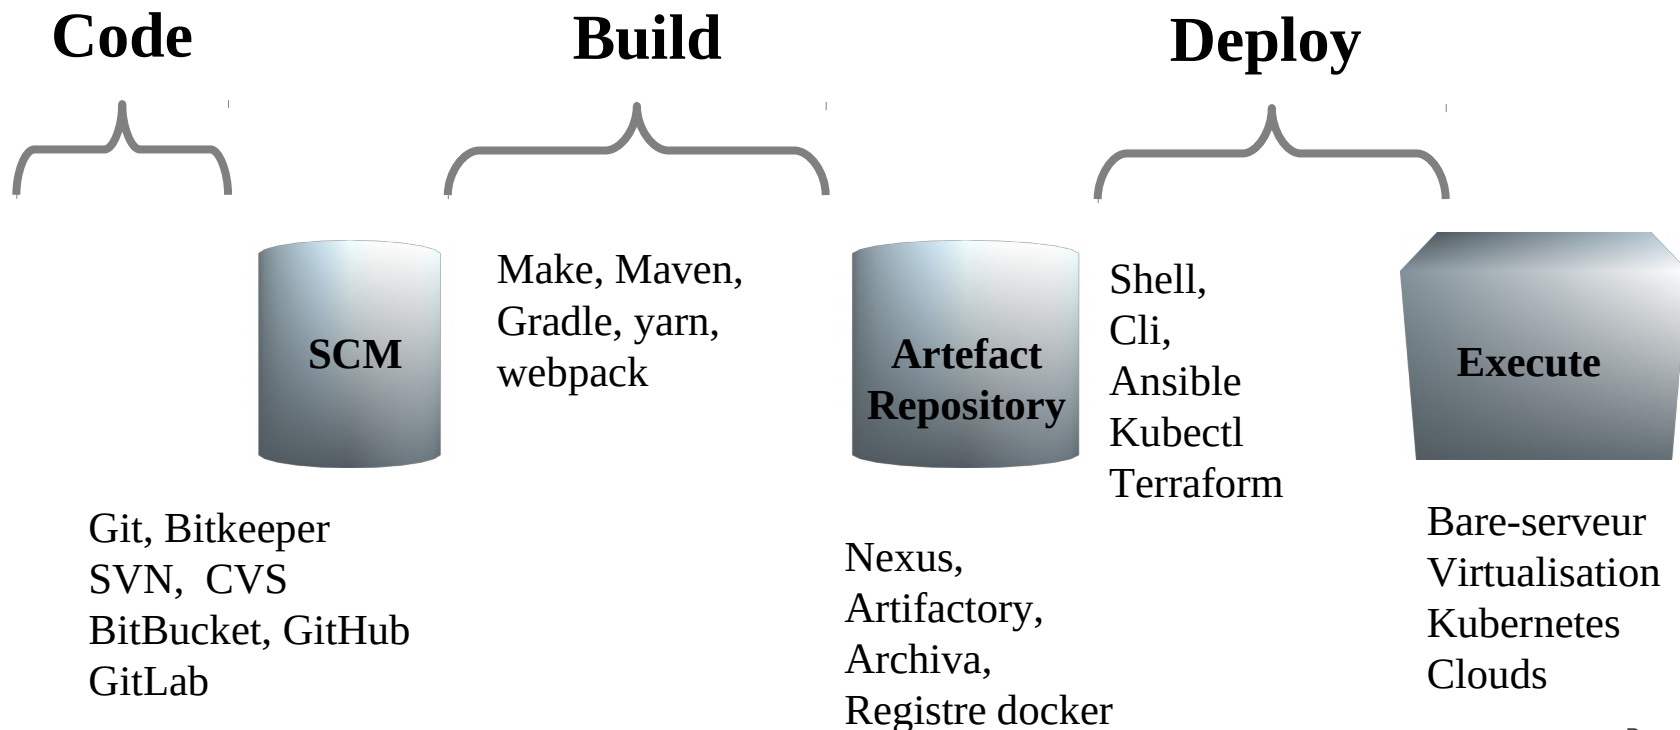 Code
Build
Deploy
SCM
Make, Maven,
Gradle, yarn,
webpack
Artefact
Repository
Shell,
Cli,
Ansible
Kubectl
Terraform
Execute
Git, Bitkeeper
SVN,  CVS
BitBucket, GitHub
GitLab
Nexus,
Artifactory,
Archiva,
Registre docker
Bare-serveur
Virtualisation
Kubernetes
Clouds